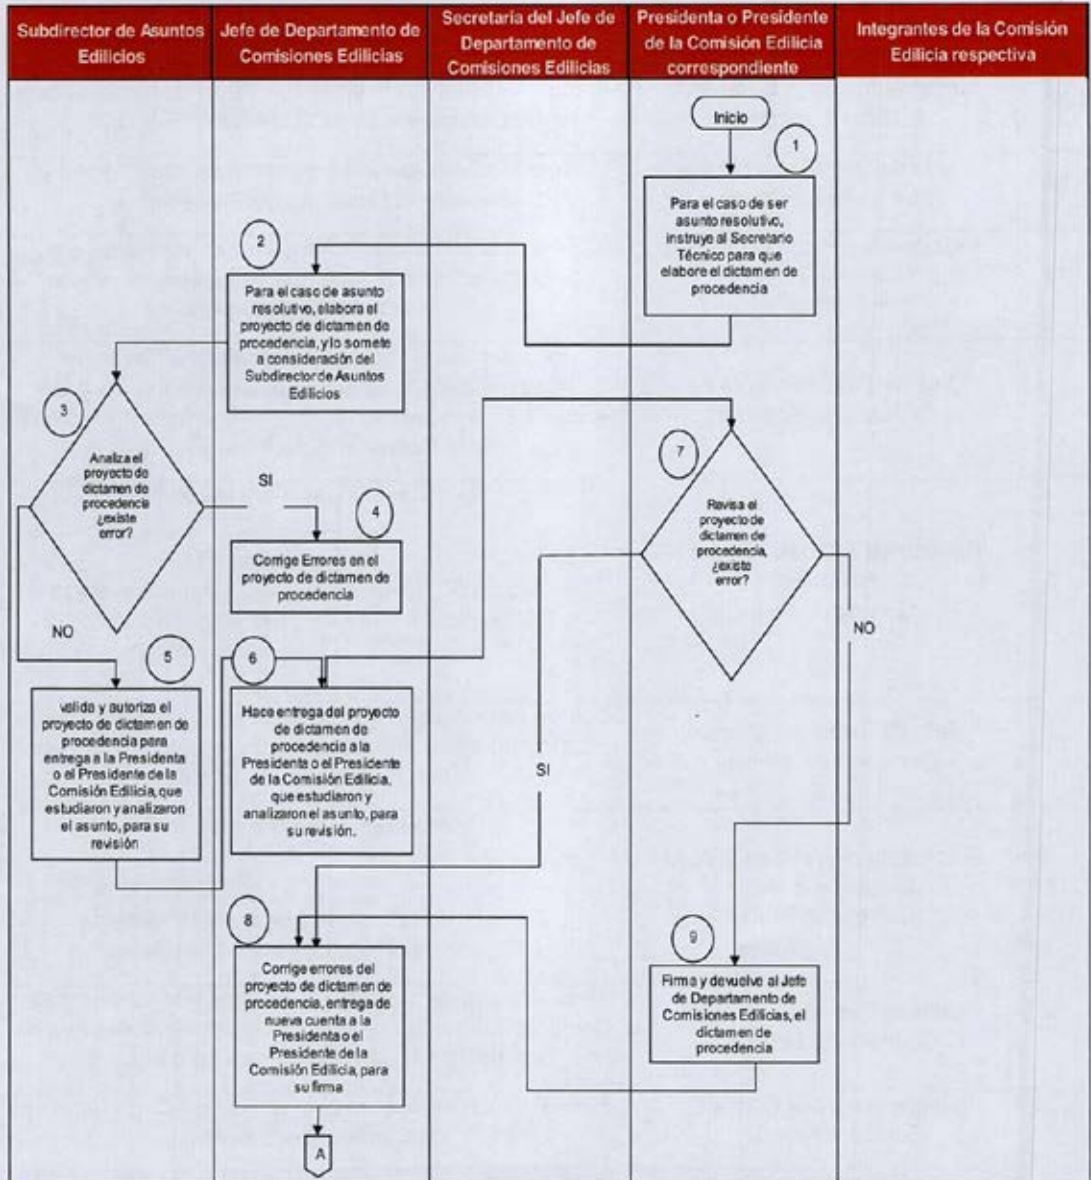 Subdirector de Asuntos
Edilicios
Jefe de Departamento de
Comisiones Edilicias
Secretaría del Jefe de
Departamento de
Comisiones Edilicias
Presidenta o Presidente
de la Comisión Edilicia
correspondiente
Integrantes de la Comisión
Edilicia respectiva
Inicio
1
Para el caso de ser
asunto resolutivo,
instruye al Secretario
Técnico para que
elabore el dictamen de
procedencia
2
Para el caso de asunto
resolutivo, elabora el
proyecto de dictamen de
procedencia, y lo somete
a consideración del
Subdirector de Asuntos
Edilicios
3
Analiza el
proyecto de
dictamen de
procedencia
¿existe
error?
SI
NO
4
Corrige Errores en el
proyecto de dictamen de
procedencia
5
valida y autoriza el
proyecto de dictamen de
procedencia para
entrega a la Presidenta
o el Presidente de la
Comisión Edilicia, que
estudiaron y analizaron
el asunto, para su
revisión
6
Hace entrega del proyecto
de dictamen de
procedencia a la
Presidenta o el Presidente
de la Comisión Edilicia,
que estudiaron y
analizaron el asunto, para
su revisión.
7
Revisa el
proyecto de
dictamen de
procedencia,
¿existe
error?
SI
NO
8
Corrige errores del
proyecto de dictamen de
procedencia, entrega de
nueva cuenta a la
Presidenta o el
Presidente de la
Comisión Edilicia, para
su firma
9
Firma y devuelve al Jefe
de Departamento de
Comisiones Edilicias, el
dictamen de
procedencia
A